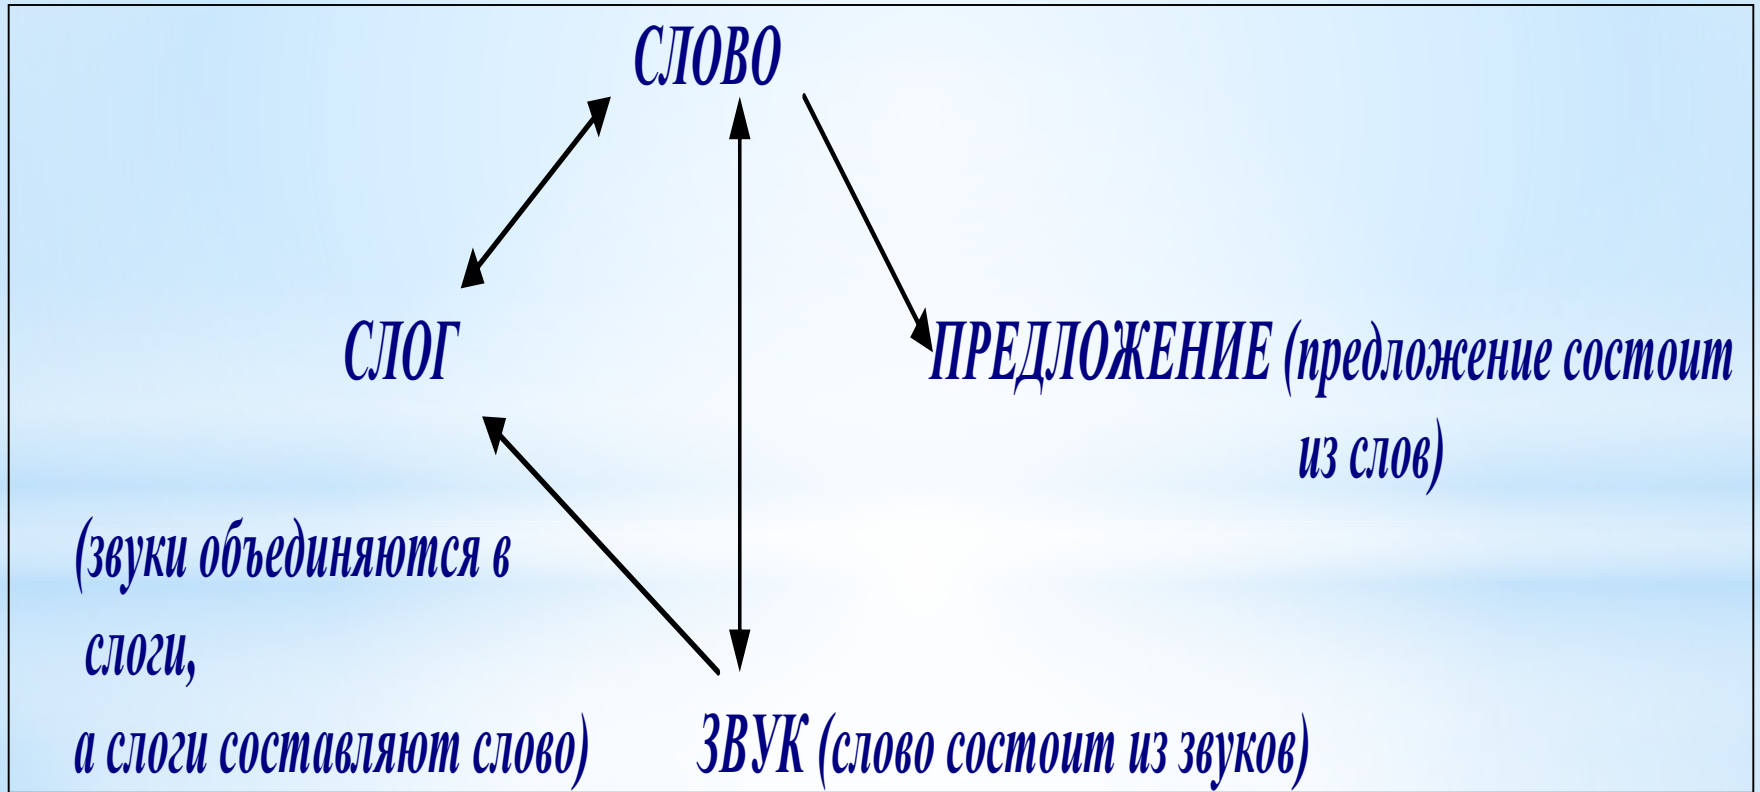 СЛОВО
СЛОГ
ПРЕДЛОЖЕНИЕ (предложение состоит
из слов)
(звуки объединяются в
слоги,
а слоги составляют слово)
ЗВУК (слово состоит из звуков)